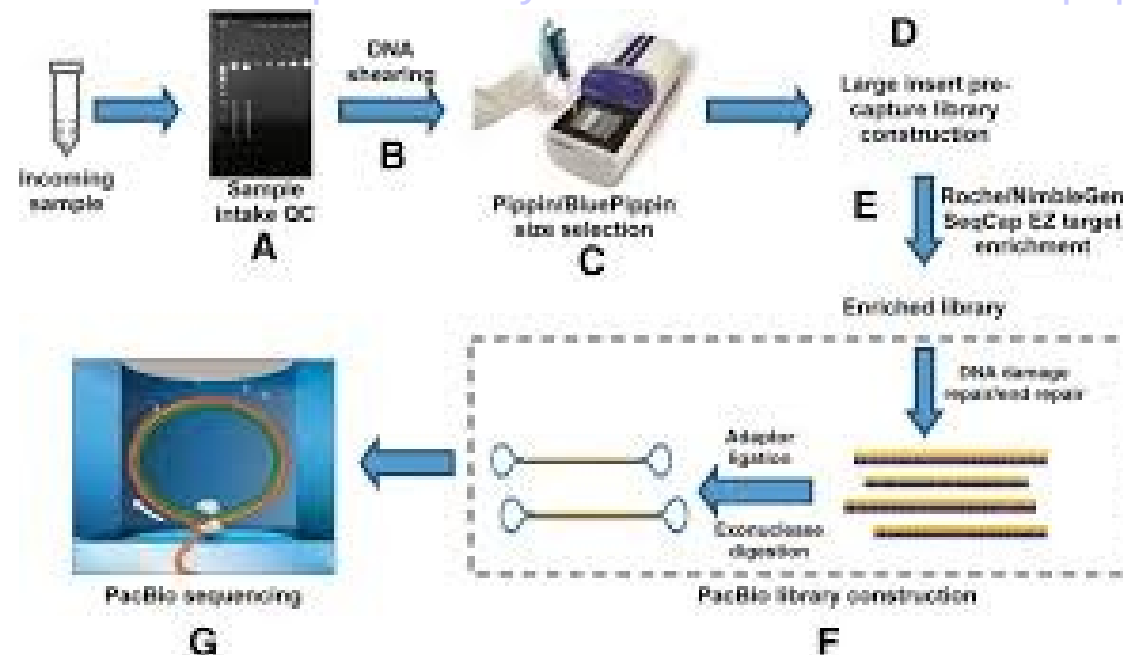 Incoming
sample
Sample
intake QC
A
DNA
shearing
B
Pippin/BluePippin
size selection
C
D
Large insert pre-
capture library
construction
E
Roche/NimbleGen
SeqCap EZ target
enrichment
Enriched library
DNA damage
repair/end repair
Adaptor
ligation
Exonuclease
digestion
PacBio library construction
F
PacBio sequencing
G